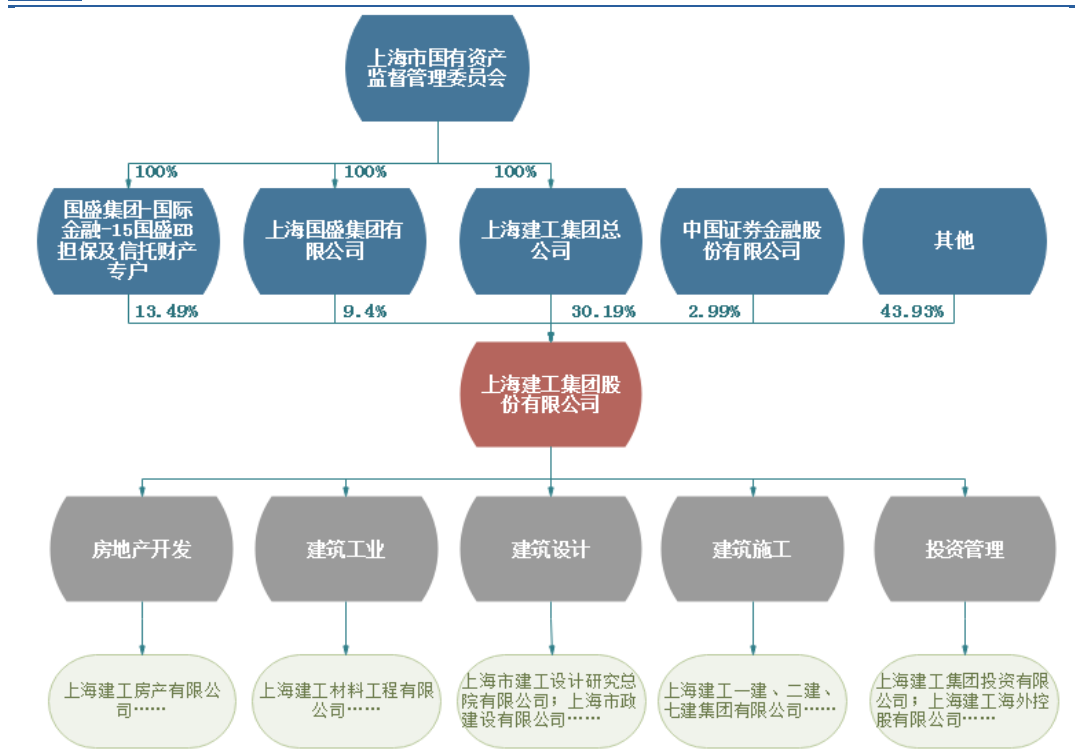 上海市国有资产
监督管理委员会
100%
100%
100%
国盛集团-国际
金融-15国盛EB
担保及信托财产
专户
上海国盛集团有
限公司
上海建工集团总
公司
中国证券金融股
份有限公司
其他
13.49%
9.4%
30.19%
2.99%
43.93%
上海建工集团股
份有限公司
房地产开发
建筑工业
建筑设计
建筑施工
投资管理
上海建工房产有限公
司……
上海建工材料工程有限
公司……
上海市建工设计研究总
院有限公司；上海市政
建设有限公司……
上海建工一建、二建、
七建集团有限公司……
上海建工集团投资有限
公司；上海建工海外控
股有限公司……